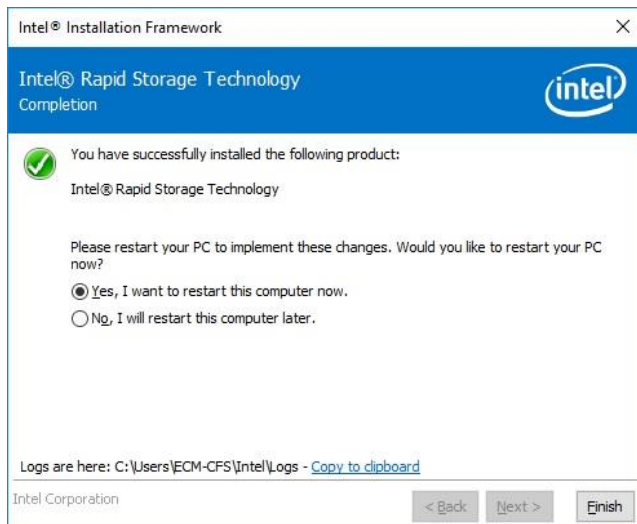 Intel® Installation Framework
Intel® Rapid Storage Technology
Completion
intel
You have successfully installed the following product:
Intel® Rapid Storage Technology
Please restart your PC to implement these changes. Would you like to restart your PC
now?
Yes, I want to restart this computer now.
No, I will restart this computer later.
Logs are here: C:\Users\ECM-CFS\Intel\Logs - Copy to clipboard
Intel Corporation
< Back
Next >
Finish